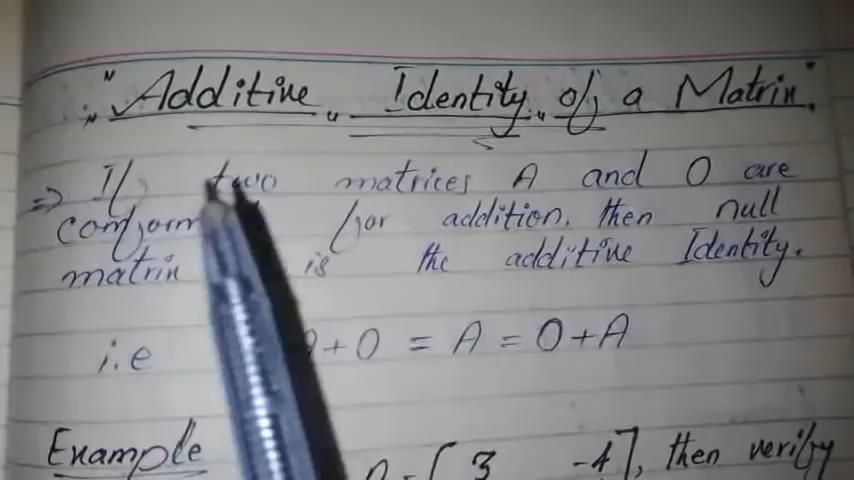 "Additive Identity of a Matrix"
=> If two matrices A and O are
for addition, then null
matrix is the additive Identity.
i.e A+O = A = O+A
Example
3 -4], then verify